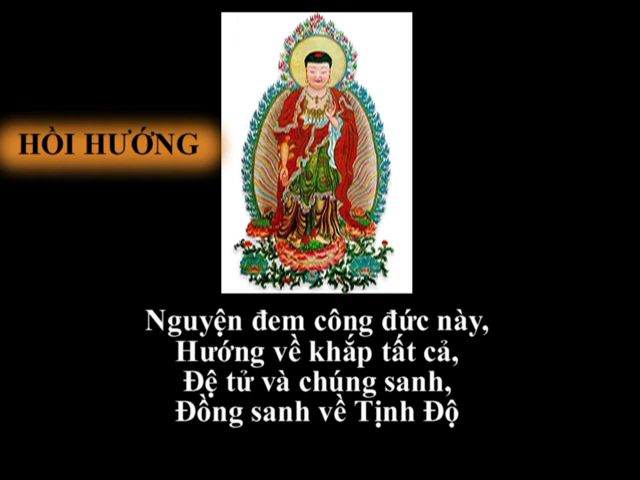 HỒI HƯỚNG
Nguyện đem công đức này,
Hướng về khắp tất cả,
Đệ tử và chúng sanh,
Đồng sanh về Tịnh Độ